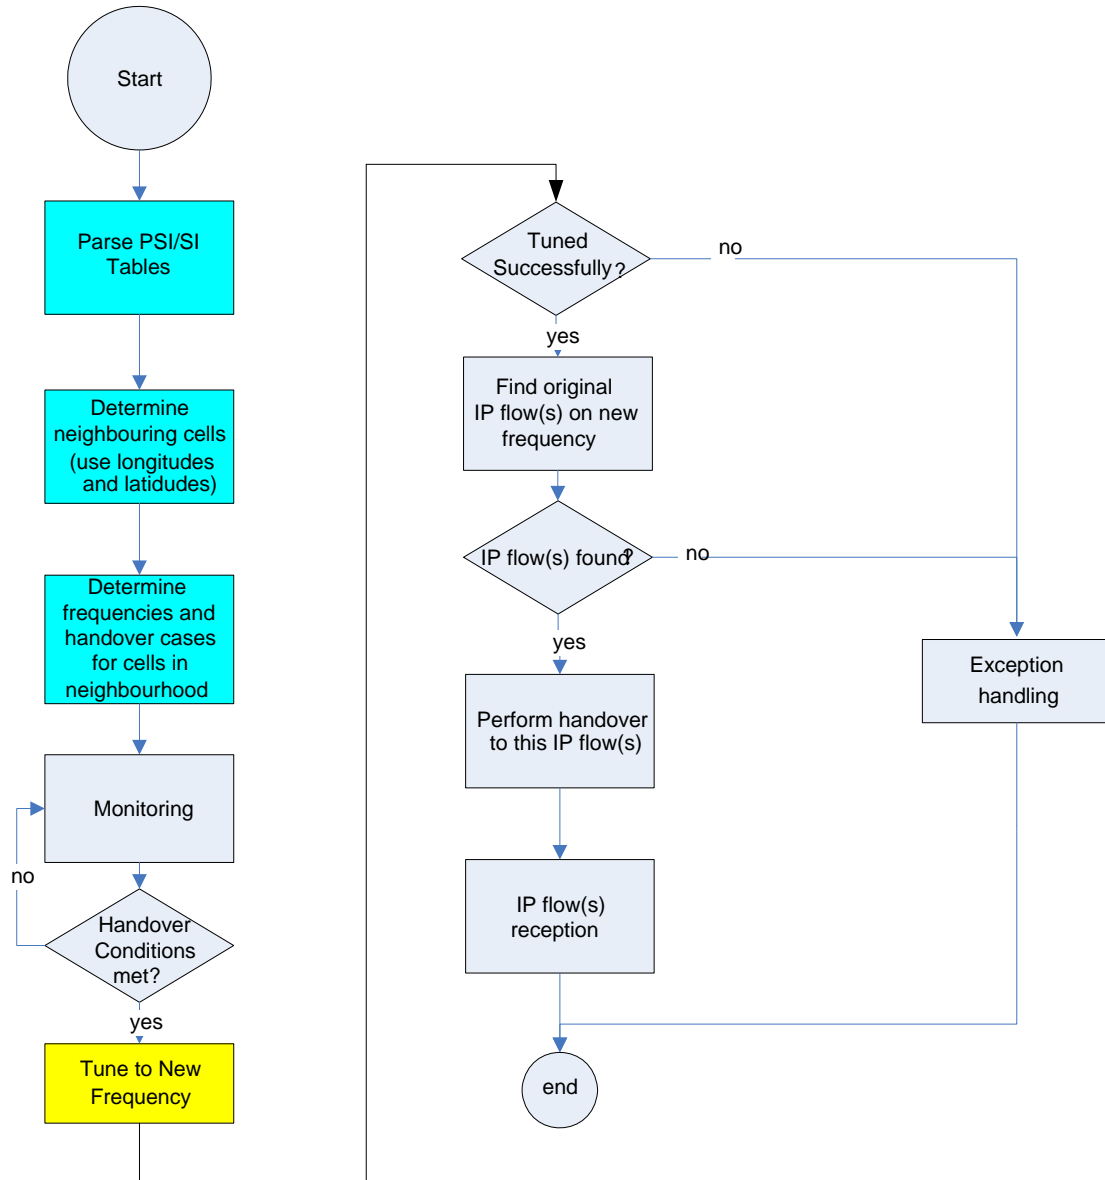 Start
Parse PSI/SI
Tables
Determine
neighbouring cells
(use longitudes
and latidudes)
Determine
frequencies and
handover cases
for cells in
neighbourhood
Monitoring
no
Handover
Conditions
met?
yes
Tune to New
Frequency
Tuned
Successfully?
no
yes
Find original
IP flow(s) on new
frequency
IP flow(s) found?
no
yes
Perform handover
to this IP flow(s)
Exception
handling
IP flow(s)
reception
end